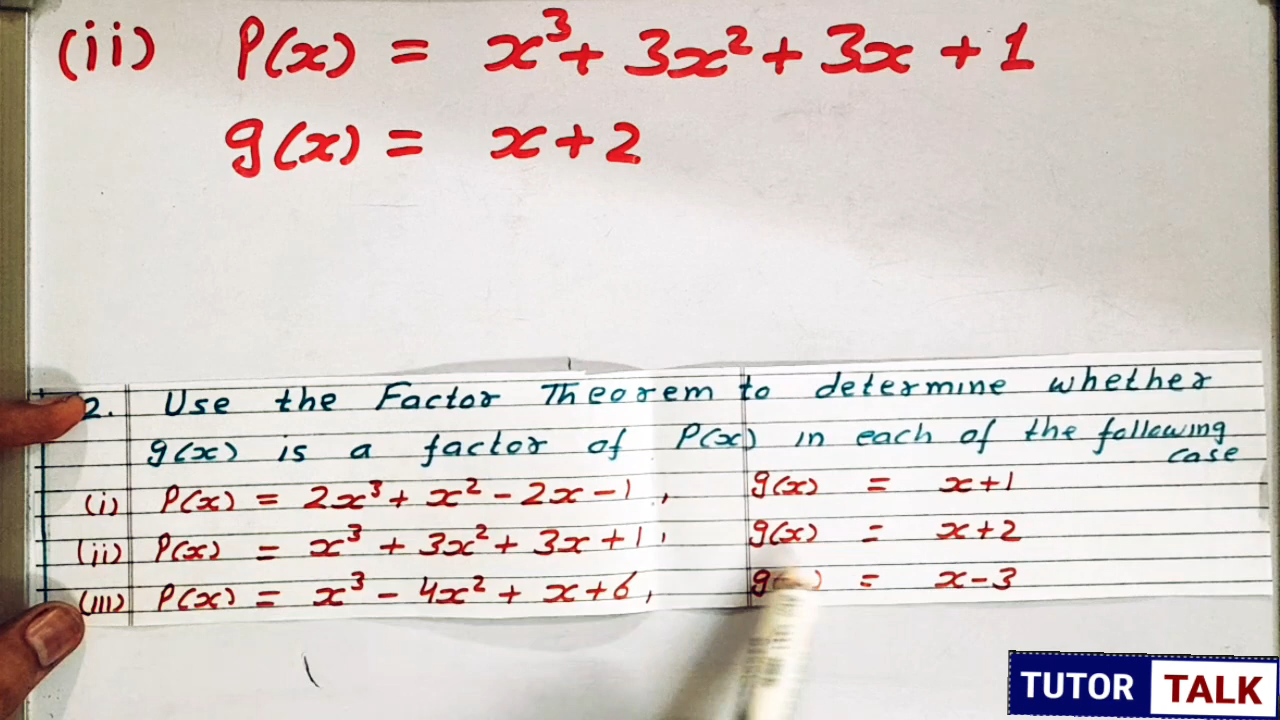 (ii) P(x) = x³ + 3x² + 3x + 1
g(x) = x + 2
2. Use the Factor Theorem to determine whether
g(x) is a factor of P(x) in each of the following
case
(i) P(x) = 2x³ + x² - 2x - 1, g(x) = x + 1
(ii) P(x) = x³ + 3x² + 3x + 1, g(x) = x + 2
(iii) P(x) = x³ - 4x² + x + 6, g( ) = x - 3
TUTOR TALK